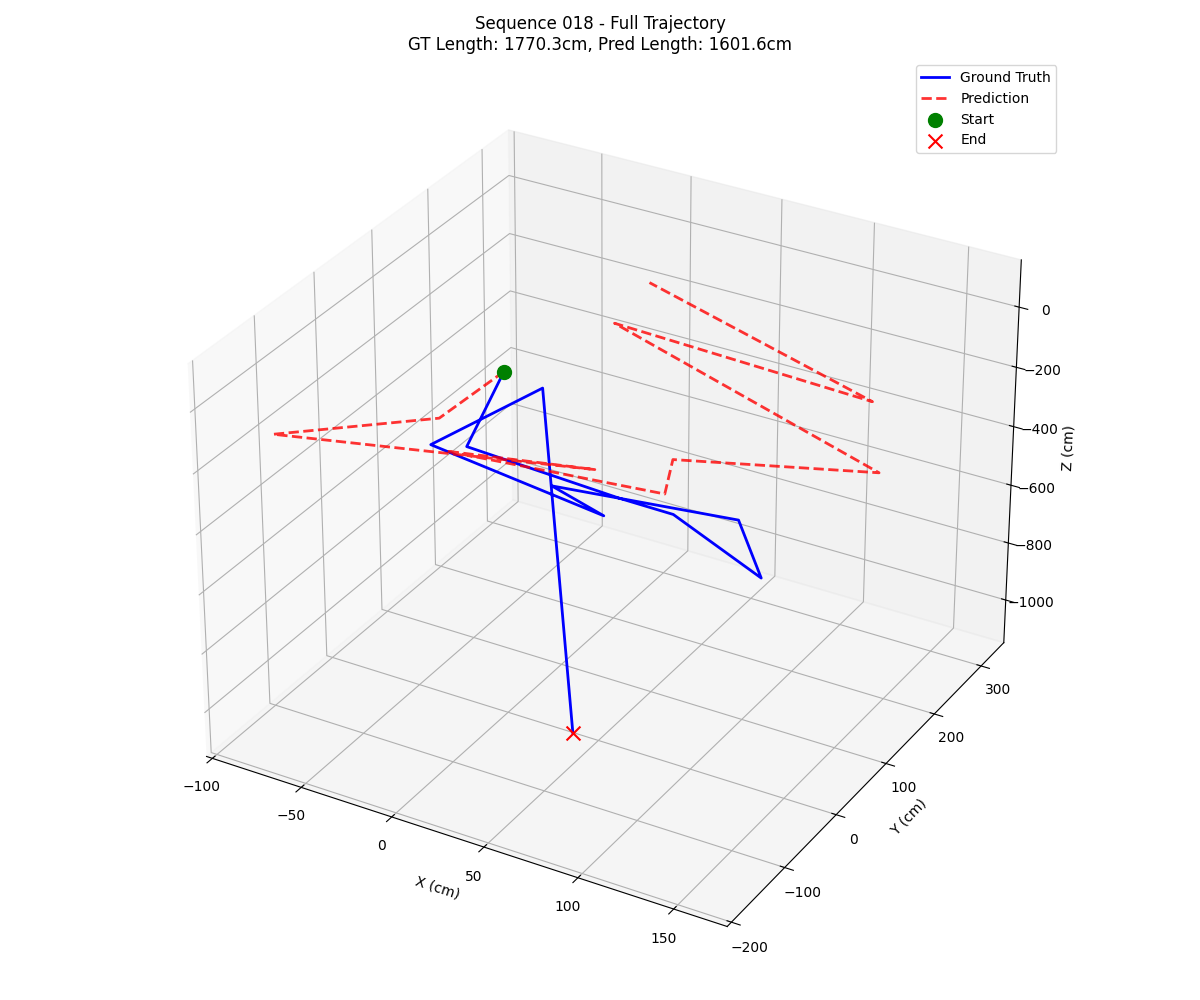 Sequence 018 - Full Trajectory
GT Length: 1770.3cm, Pred Length: 1601.6cm
Ground Truth
Prediction
Start
End
0
−200
−400
−600
−800
−1000
Z (cm)
300
200
100
0
−100
−200
Y (cm)
−100
−50
0
50
100
150
X (cm)